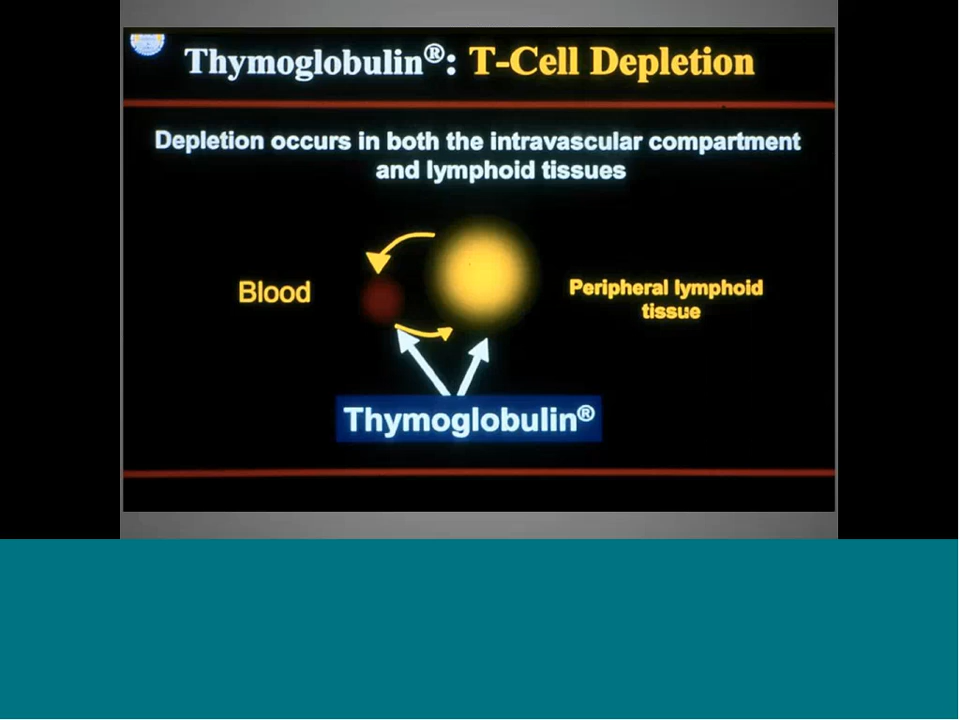 Thymoglobulin®: T-Cell Depletion
Depletion occurs in both the intravascular compartment
and lymphoid tissues
Blood
Peripheral lymphoid
tissue
Thymoglobulin®